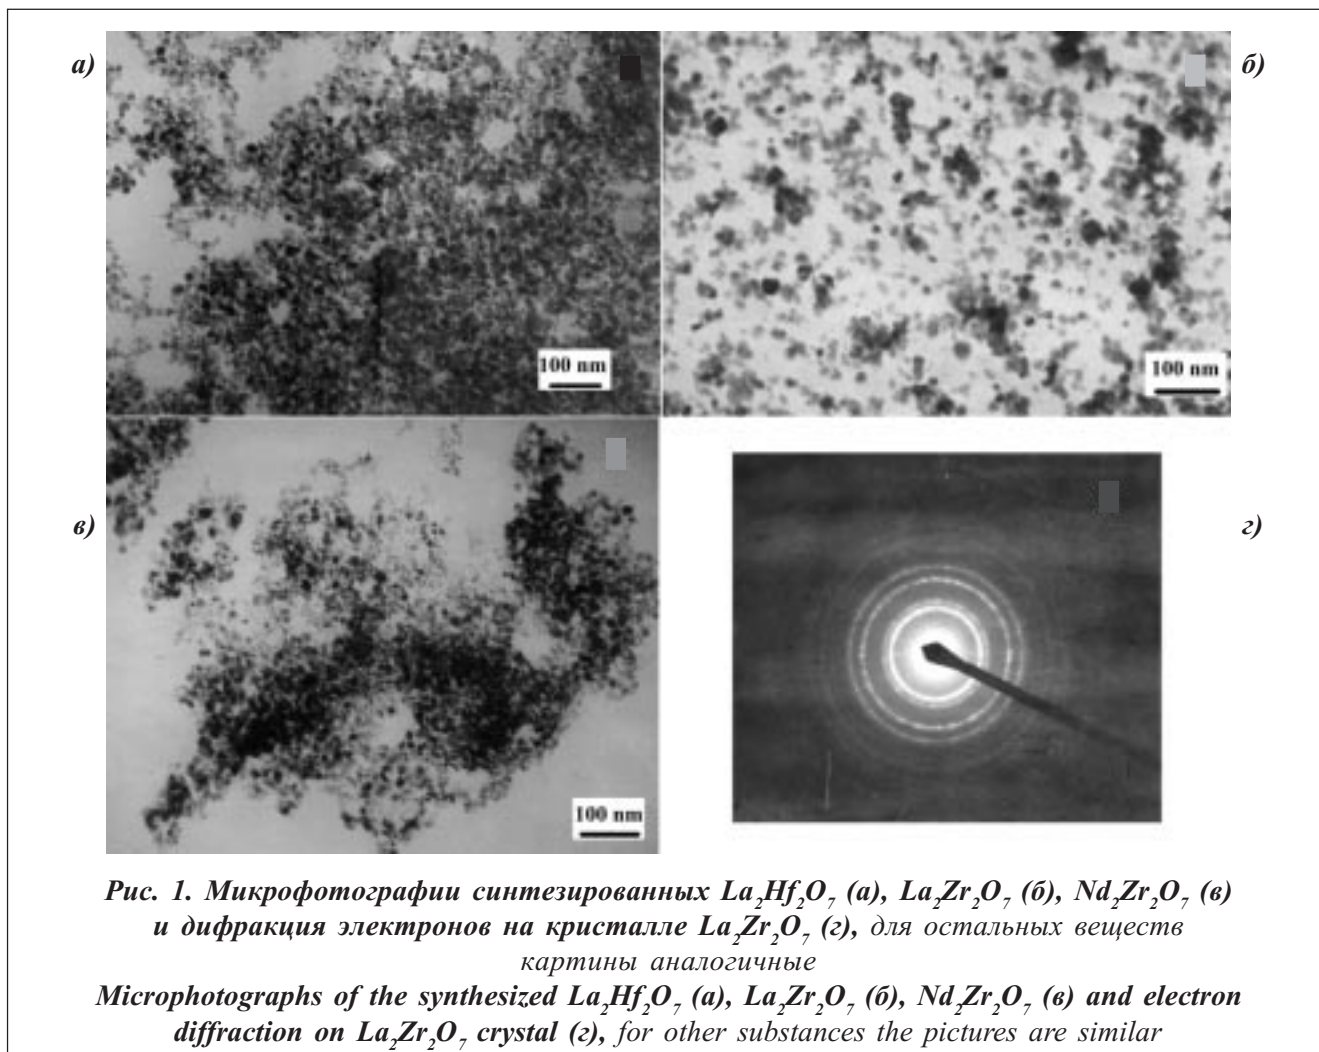 а)
б)
100 nm
100 nm
в)
г)
100 nm
Рис. 1. Микрофотографии синтезированных La₂Hf₂O₇ (а), La₂Zr₂O₇ (б), Nd₂Zr₂O₇ (в)
и дифракция электронов на кристалле La₂Zr₂O₇ (г), для остальных веществ
картины аналогичные
Microphotographs of the synthesized La₂Hf₂O₇ (а), La₂Zr₂O₇ (б), Nd₂Zr₂O₇ (в) and electron
diffraction on La₂Zr₂O₇ crystal (г), for other substances the pictures are similar